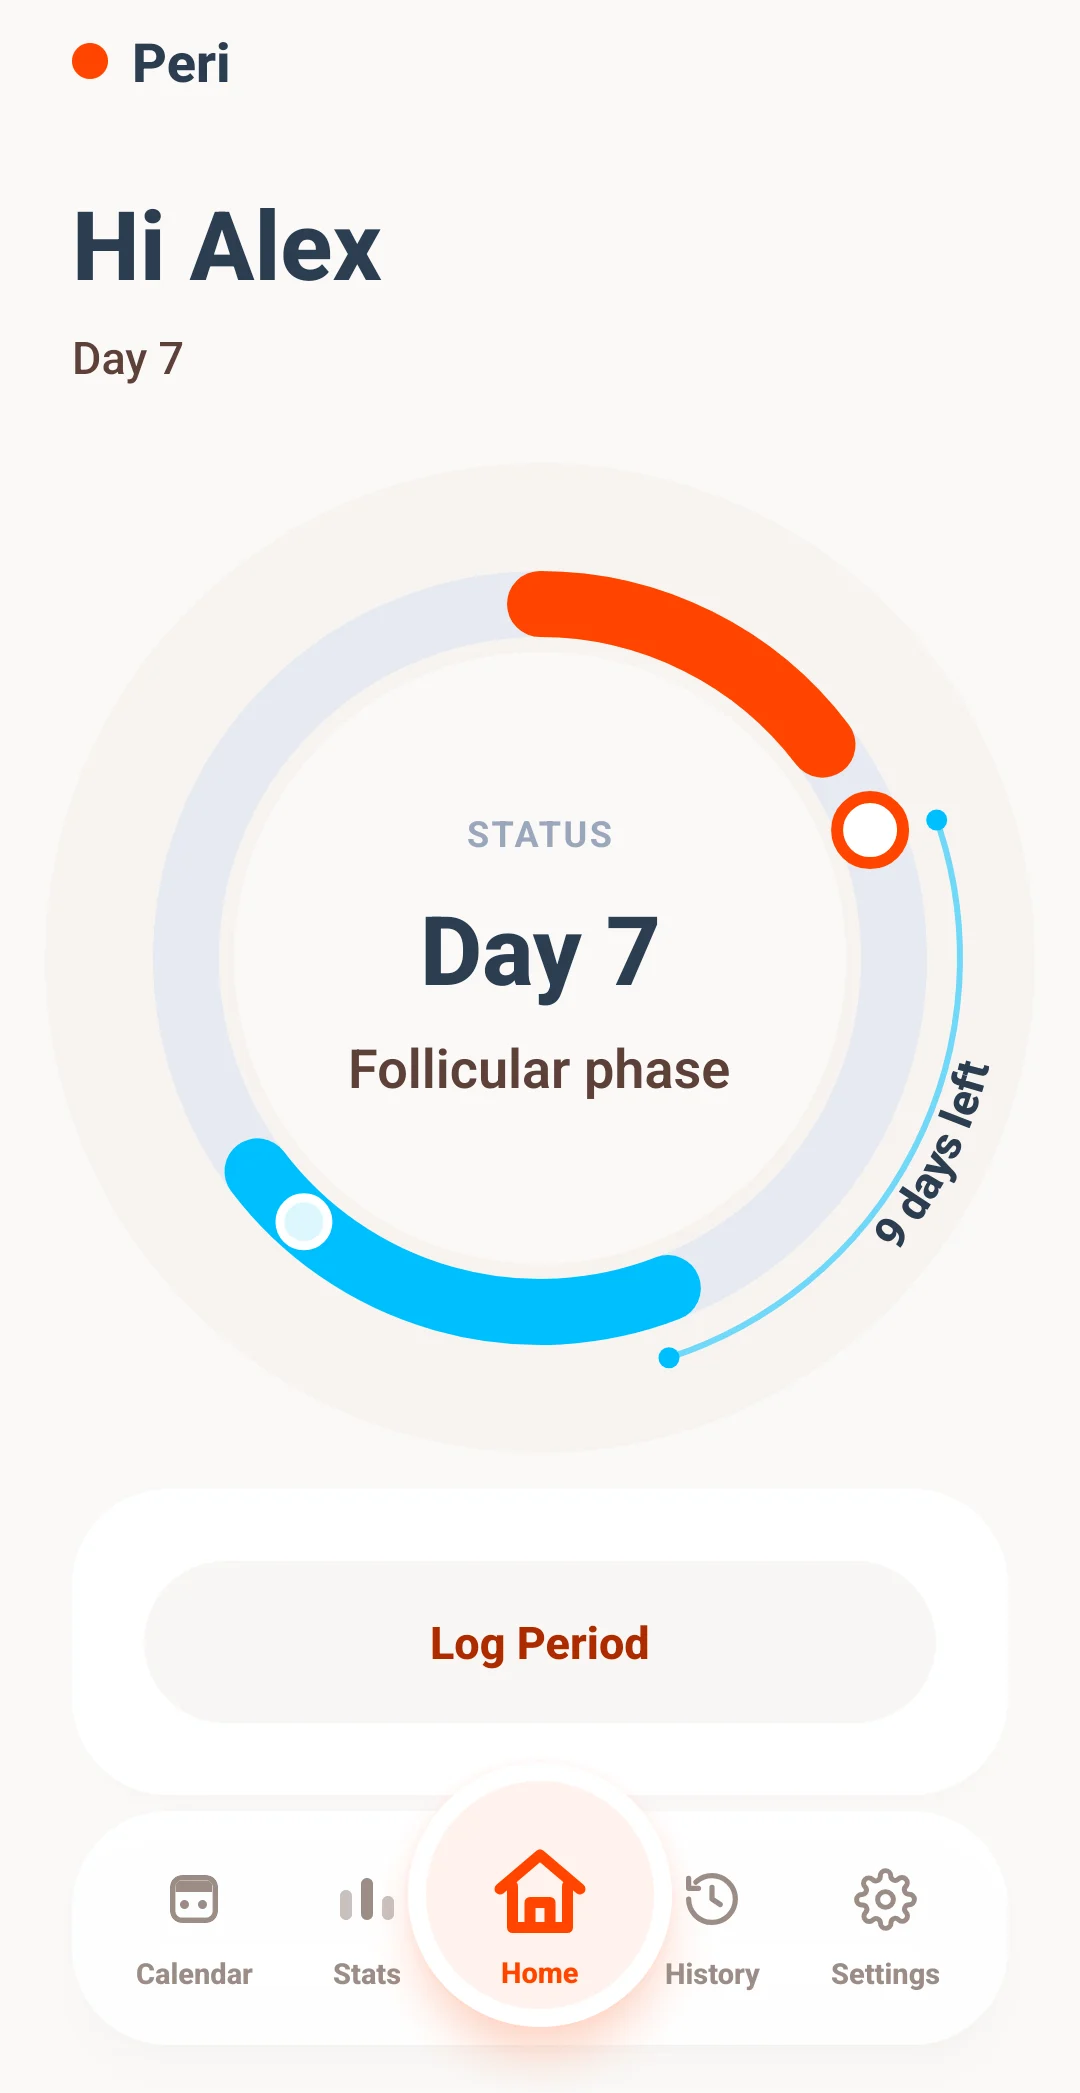 Peri
Hi Alex
Day 7
STATUS
Day 7
Follicular phase
9 days left
Log Period
Calendar
Stats
Home
History
Settings